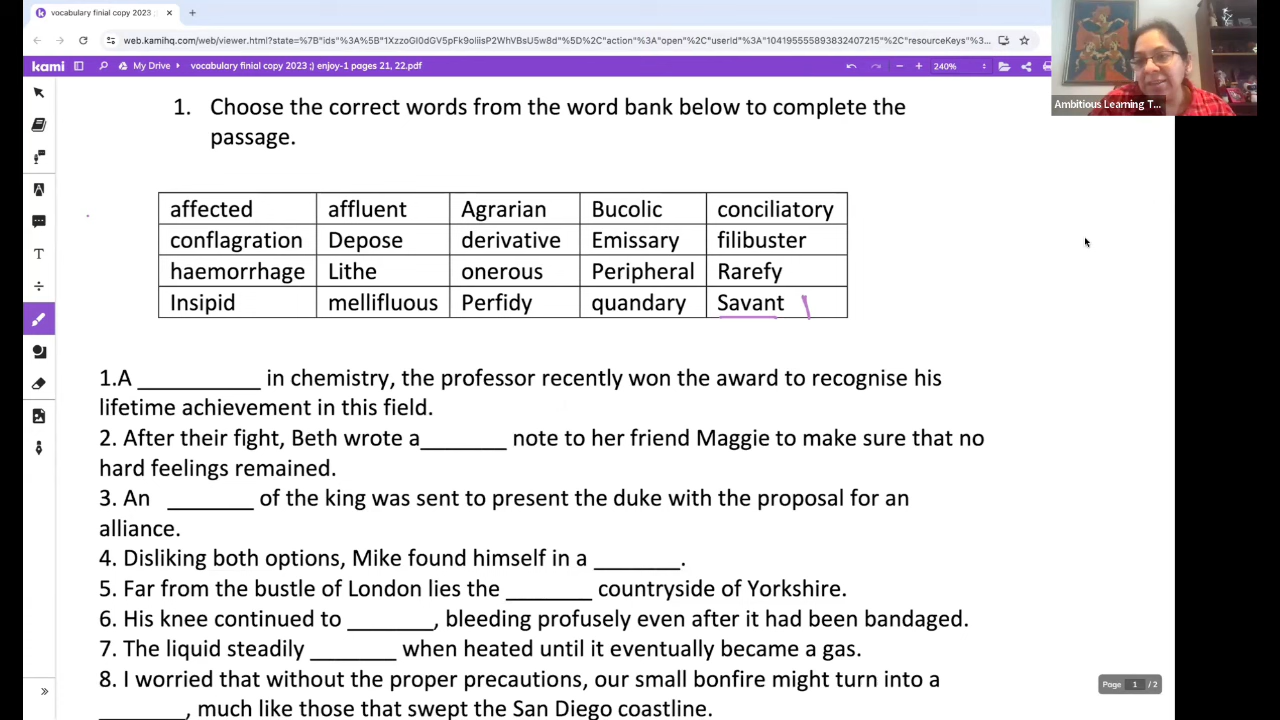 vocabulary finial copy 2023 ;)
web.kamihq.com/web/viewer.html?state=%7B"ids"%3A%5B"1XzzoGl0dGV5pFk9oIiisP2WhVBsU5w8d"%5D%2C"action"%3A"open"%2C"userId"%3A"104195555893832407215"%2C"resourceKeys"%3...
kami My Drive vocabulary finial copy 2023 ;) enjoy-1 pages 21, 22.pdf 240%
Ambitious Learning T...
1. Choose the correct words from the word bank below to complete the
passage.
affected affluent Agrarian Bucolic conciliatory
conflagration Depose derivative Emissary filibuster
haemorrhage Lithe onerous Peripheral Rarefy
Insipid mellifluous Perfidy quandary Savant
1.A ___________ in chemistry, the professor recently won the award to recognise his
lifetime achievement in this field.
2. After their fight, Beth wrote a________ note to her friend Maggie to make sure that no
hard feelings remained.
3. An ________ of the king was sent to present the duke with the proposal for an
alliance.
4. Disliking both options, Mike found himself in a ________.
5. Far from the bustle of London lies the ________ countryside of Yorkshire.
6. His knee continued to ________, bleeding profusely even after it had been bandaged.
7. The liquid steadily ________ when heated until it eventually became a gas.
8. I worried that without the proper precautions, our small bonfire might turn into a
________, much like those that swept the San Diego coastline.
Page 1 / 2